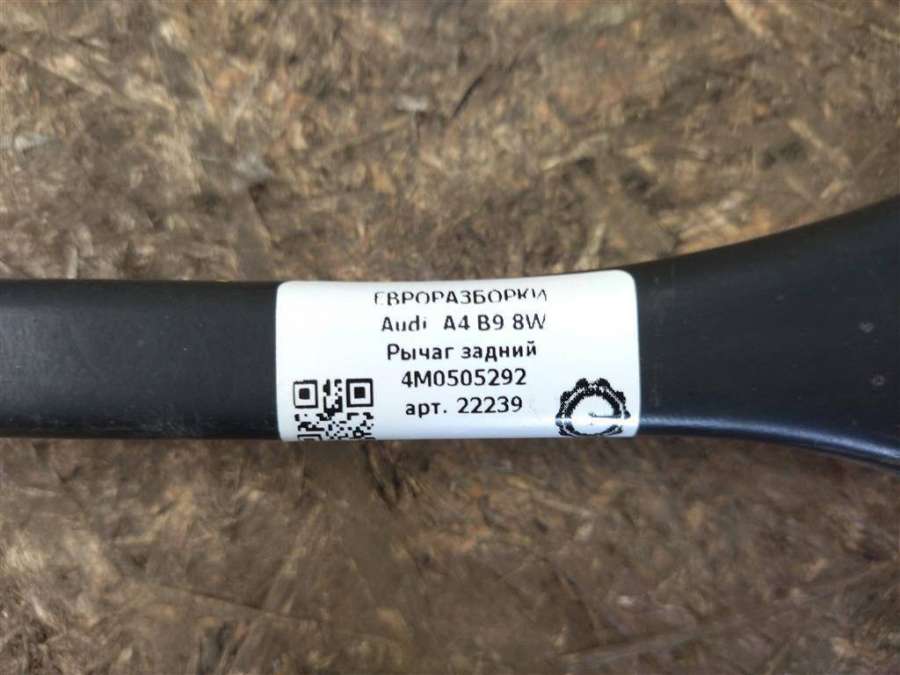 ЕВРОРАЗБОРКИ
Audi A4 B9 8W
Рычаг задний
4M0505292
арт. 22239